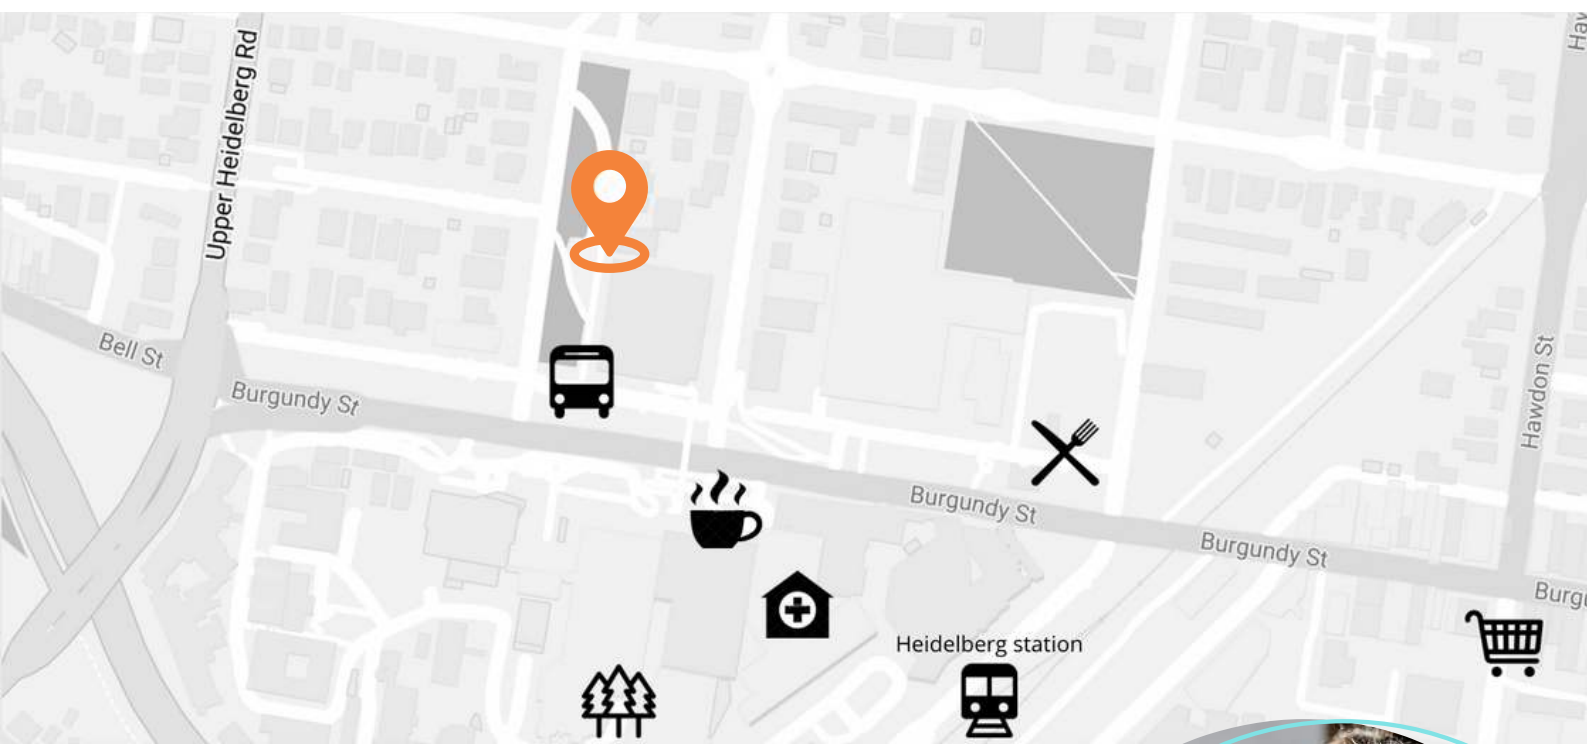 Upper Heidelberg Rd
Bell St
Burgundy St
Burgundy St
Burgundy St
Hawdon St
Heidelberg station